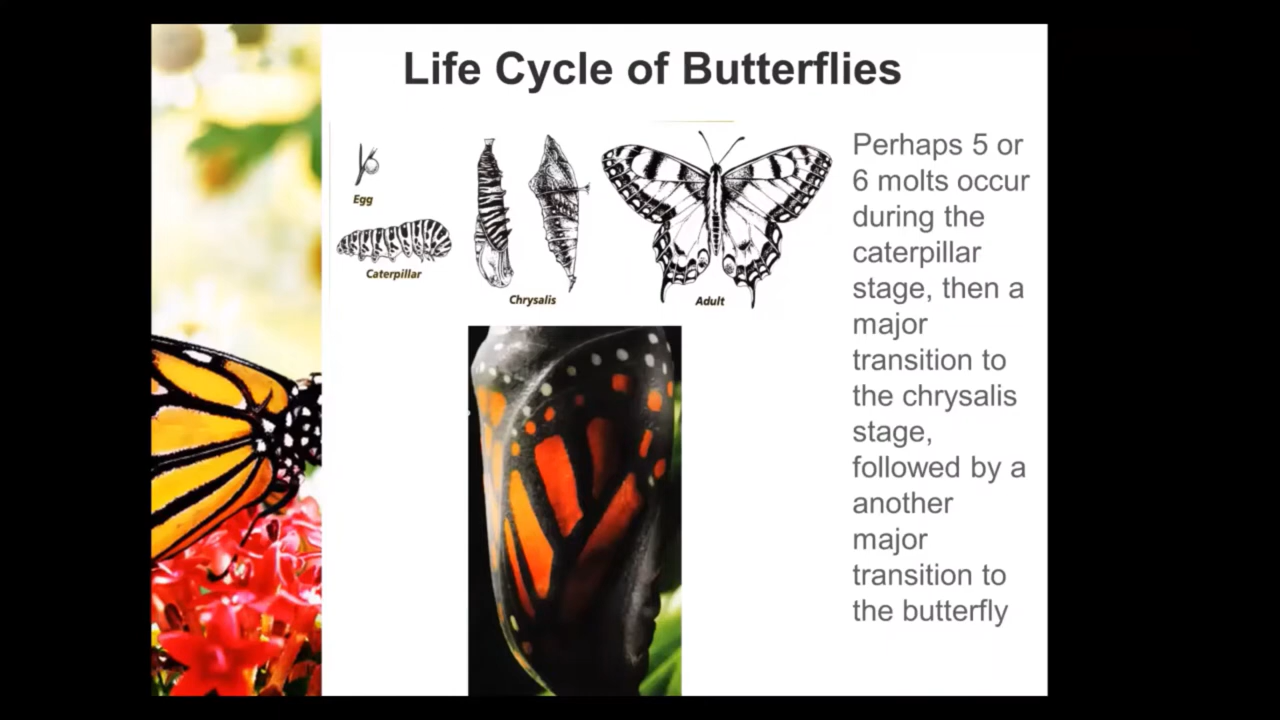 Life Cycle of Butterflies
Egg
Caterpillar
Chrysalis
Adult
Perhaps 5 or
6 molts occur
during the
caterpillar
stage, then a
major
transition to
the chrysalis
stage,
followed by a
another
major
transition to
the butterfly